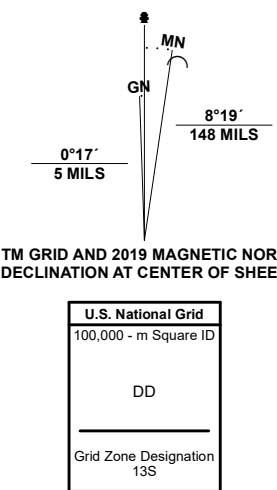 MN
GN
8°19´
148 MILS
0°17´
5 MILS
TM GRID AND 2019 MAGNETIC NOR
DECLINATION AT CENTER OF SHEE
U.S. National Grid
100,000 - m Square ID
DD
Grid Zone Designation
13S